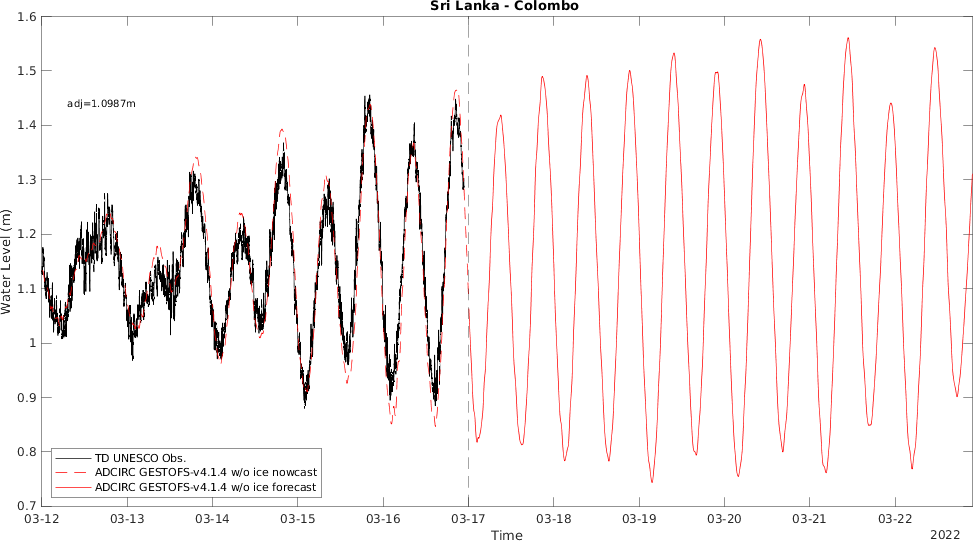 Sri Lanka - Colombo
1.6
1.5
1.4
1.3
1.2
1.1
1
0.9
0.8
0.7
Water Level (m)
adj=1.0987m
TD UNESCO Obs.
ADCIRC GESTOFS-v4.1.4 w/o ice nowcast
ADCIRC GESTOFS-v4.1.4 w/o ice forecast
03-12 03-13 03-14 03-15 03-16 03-17 03-18 03-19 03-20 03-21 03-22
Time
2022